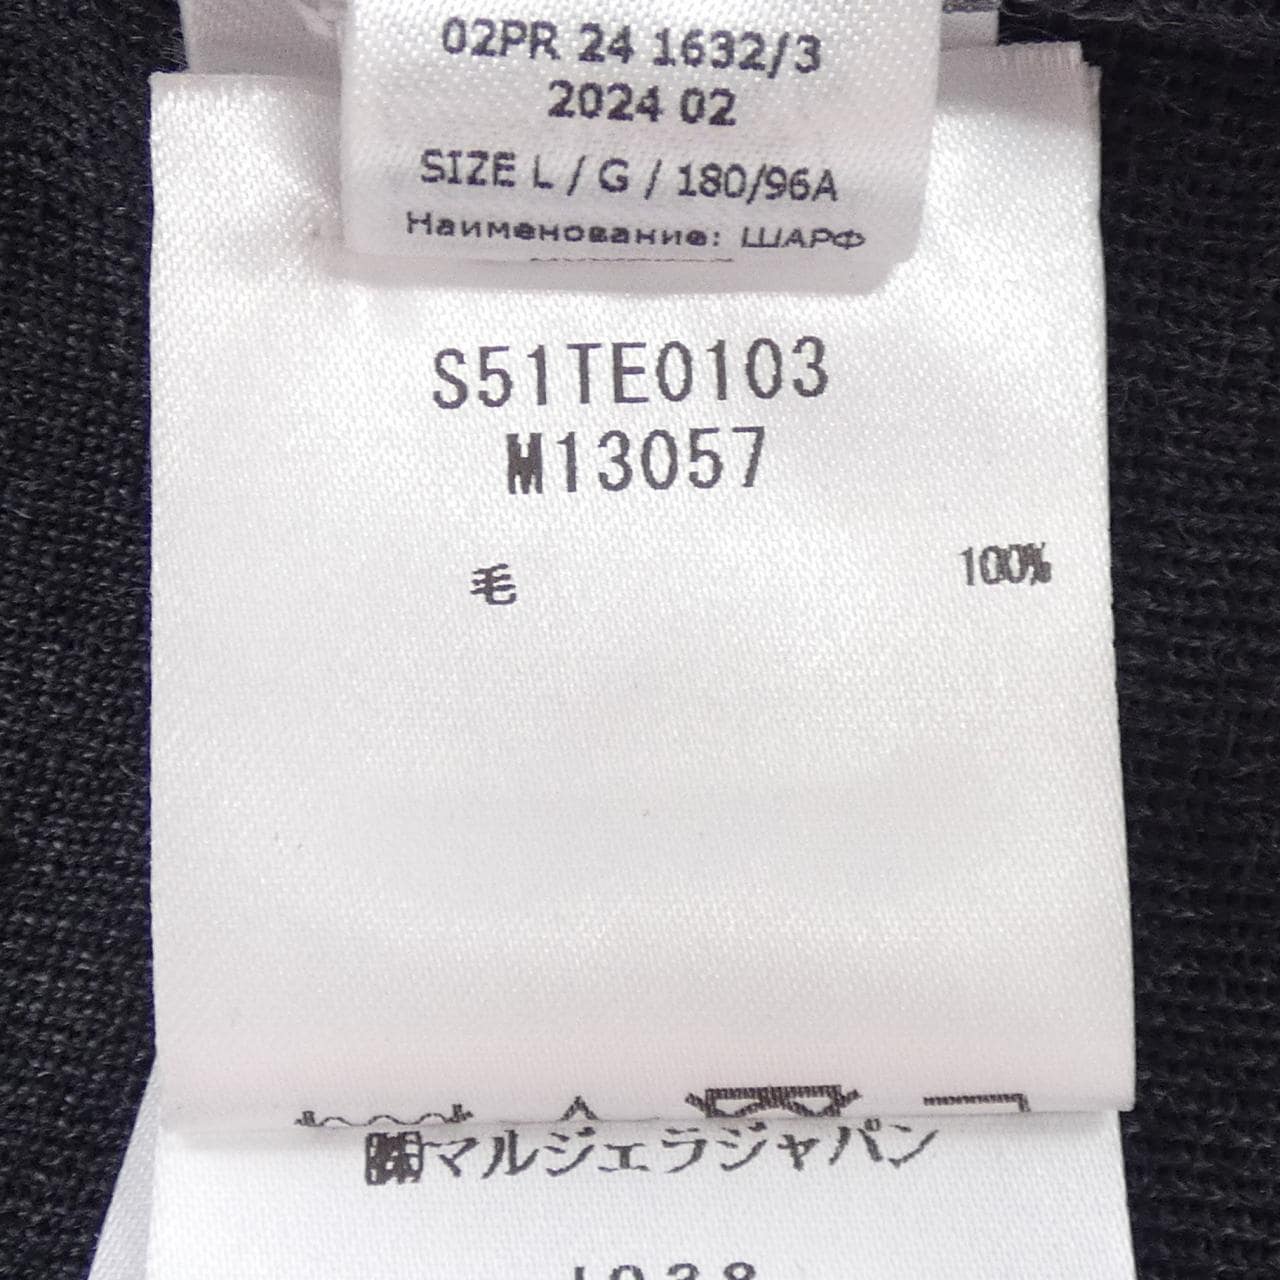 02PR 24 1632/3
2024 02
SIZE L / G / 180/96A
Наименование: ШАРФ
S51TE0103
M13057
毛 100%
㈱マルジェラジャパン